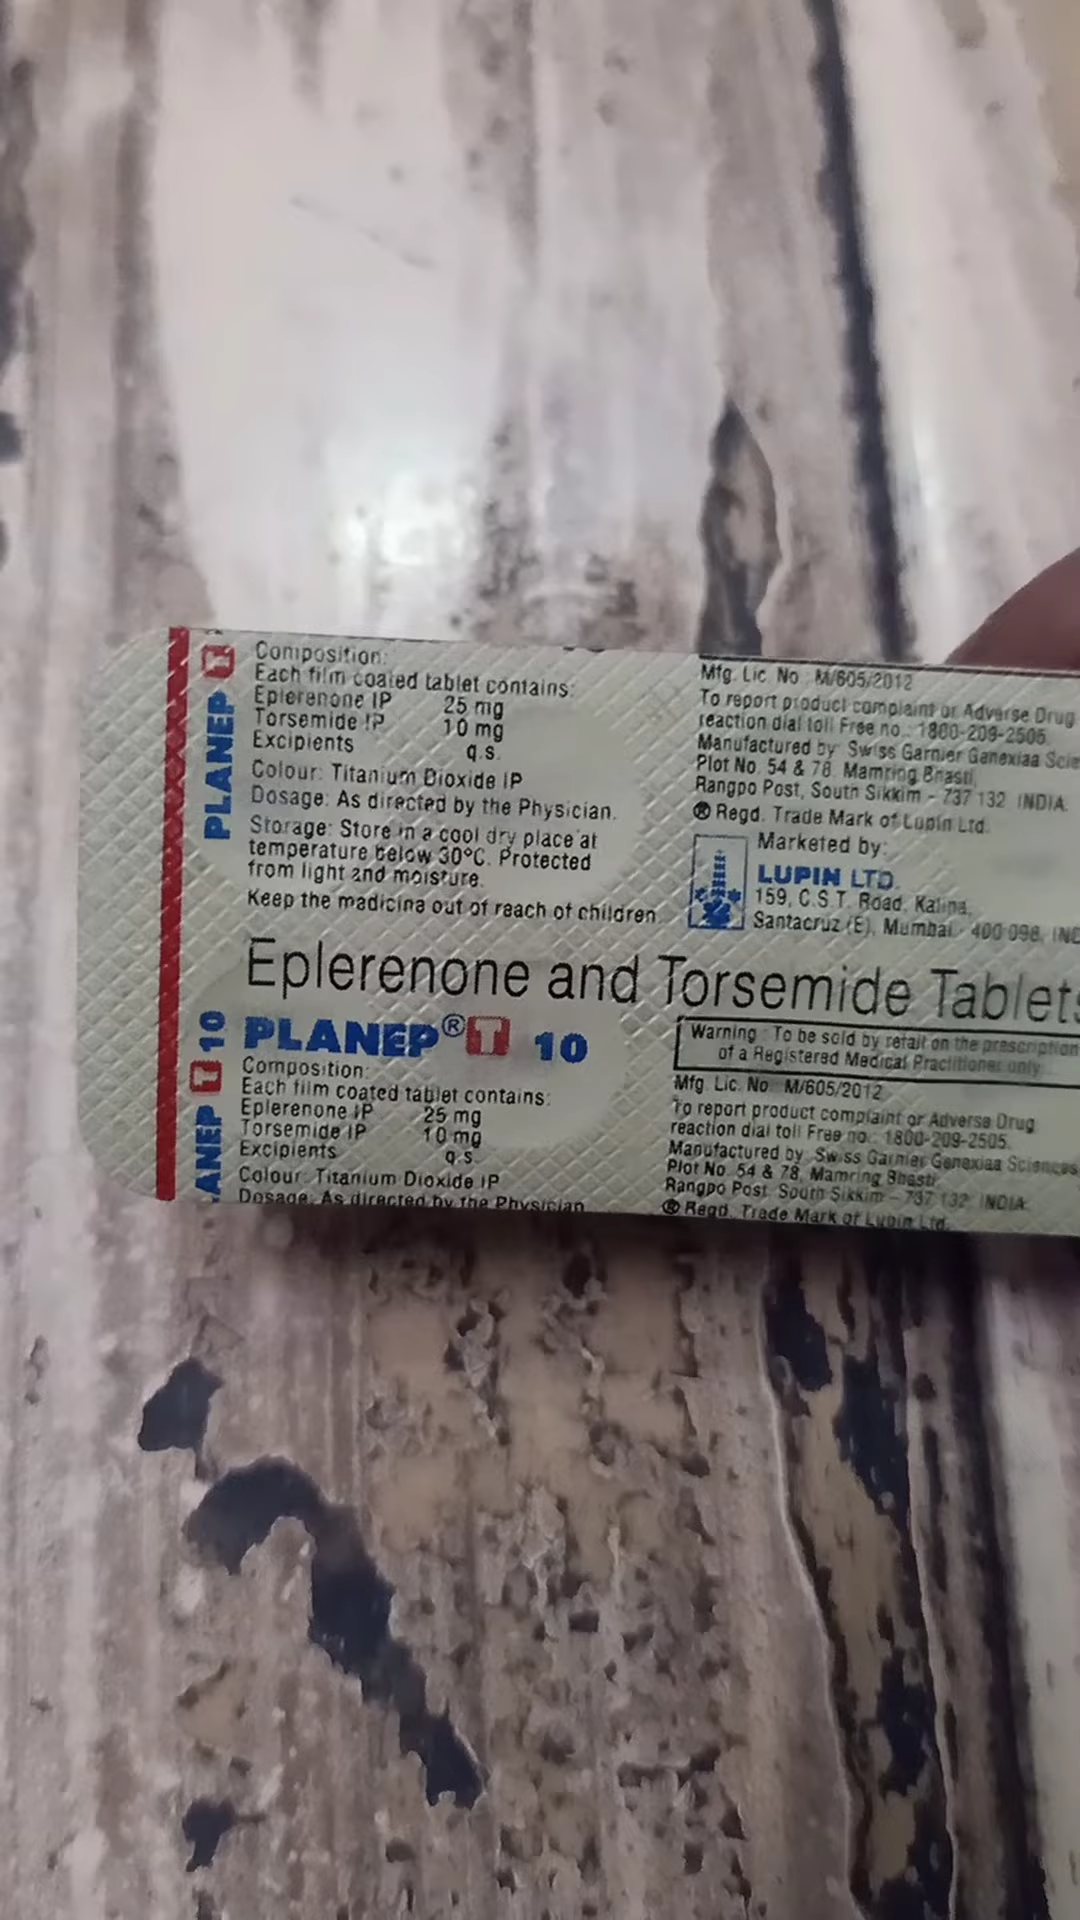 PLANEP T
Composition:
Each film coated tablet contains:
Eplerenone IP 25 mg
Torsemide IP 10 mg
Excipients q.s.
Colour: Titanium Dioxide IP
Dosage: As directed by the Physician.
Storage: Store in a cool dry place at
temperature below 30°C. Protected
from light and moisture.
Keep the medicine out of reach of children.
Mfg. Lic. No.: M/605/2012
To report product complaint or Adverse Drug
reaction dial toll Free no.: 1800-209-2505.
Manufactured by: Swiss Garnier Genexiaa
Plot No. 54 & 78, Mamring Bhasti,
Rangpo Post, South Sikkim - 737 132 INDIA.
® Regd. Trade Mark of Lupin Ltd.
Marketed by:
LUPIN LTD.
159, C.S.T. Road, Kalina,
Santacruz (E), Mumbai - 400 098,
Eplerenone and Torsemide Tablets
PLANEP® T 10
Warning: To be sold by retail on the prescription
of a Registered Medical Practitioner only.
ANEP T 10
Composition:
Each film coated tablet contains:
Eplerenone IP 25 mg
Torsemide IP 10 mg
Excipients q.s.
Colour: Titanium Dioxide IP
Dosage: As directed by the Physician
Mfg. Lic. No.: M/605/2012
To report product complaint or Adverse Drug
reaction dial toll Free no.: 1800-209-2505.
Manufactured by: Swiss Garnier Genexiaa Sciences
Plot No. 54 & 78, Mamring Bhasti,
Rangpo Post, South Sikkim - 737 132 INDIA.
® Regd. Trade Mark of Lupin Ltd.